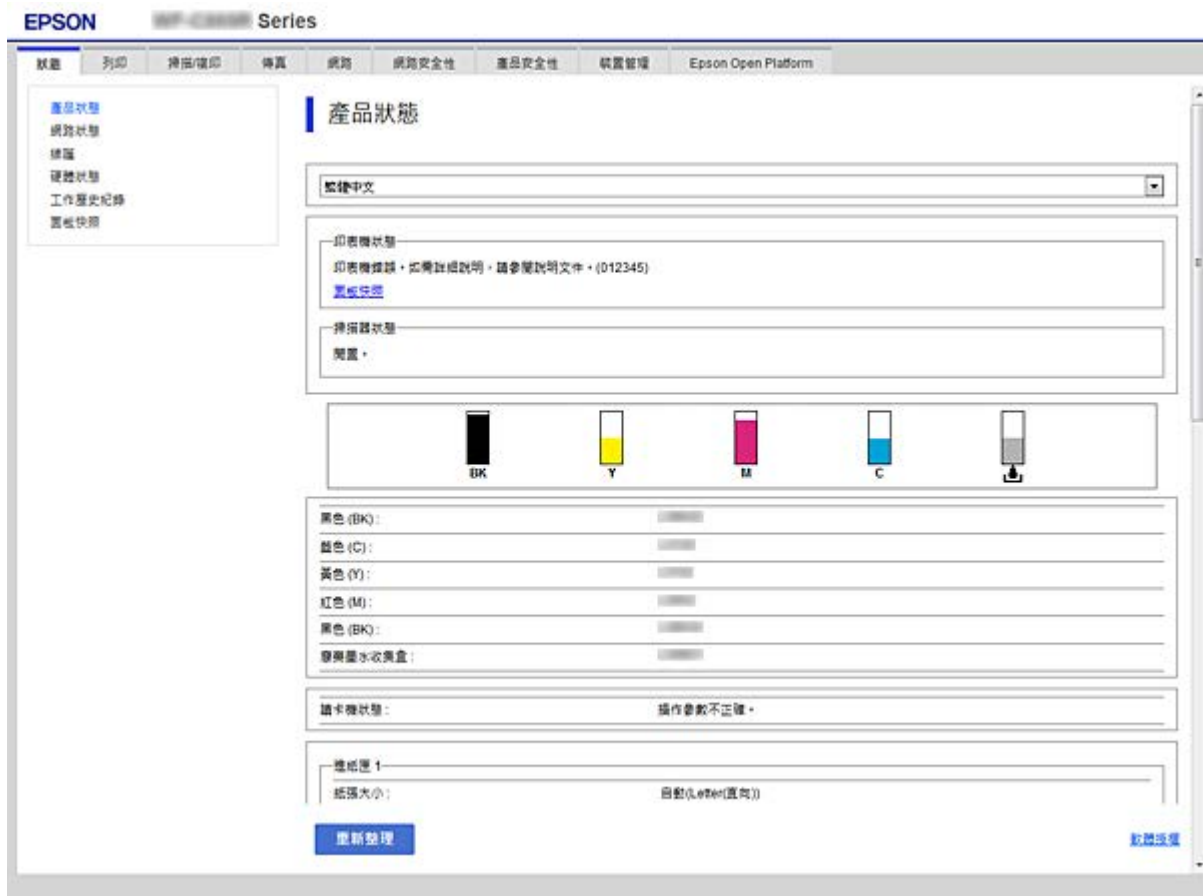 EPSON Series
狀態 列印 掃描/複印 傳真 網路 網路安全性 產品安全性 裝置管理 Epson Open Platform
產品狀態
網路狀態
維護
硬體狀態
工作歷史紀錄
面板快照
產品狀態
繁體中文
印表機狀態
印表機錯誤。如需詳細說明，請參閱說明文件。(012345)
面板快照
掃描器狀態
閒置。
BK Y M C
黑色 (BK) :
藍色 (C) :
黃色 (Y) :
紅色 (M) :
黑色 (BK) :
廢棄墨水收集盒 :
讀卡機狀態 : 操作參數不正確。
進紙匣 1
紙張大小 : 自動(Letter(直向))
重新整理
軟體授權